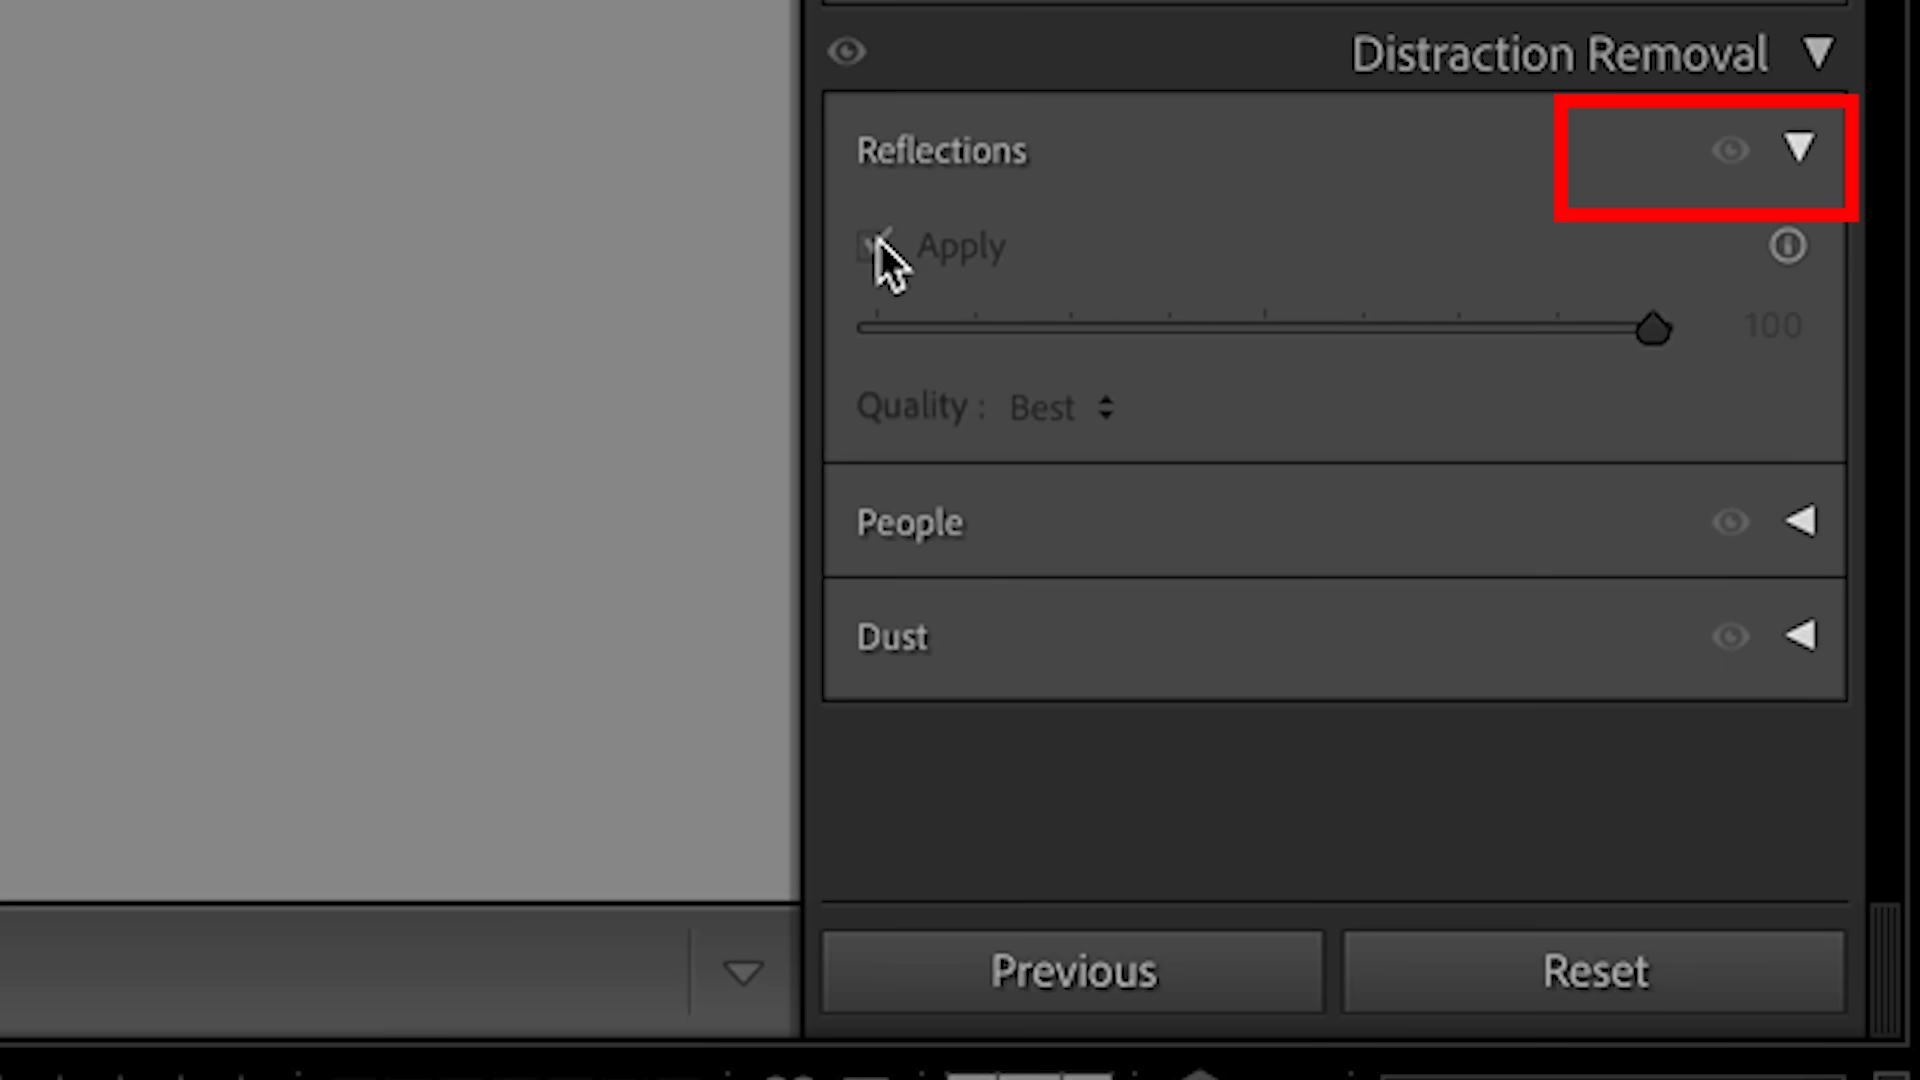 Distraction Removal
Reflections
Apply
100
Quality : Best
People
Dust
Previous
Reset